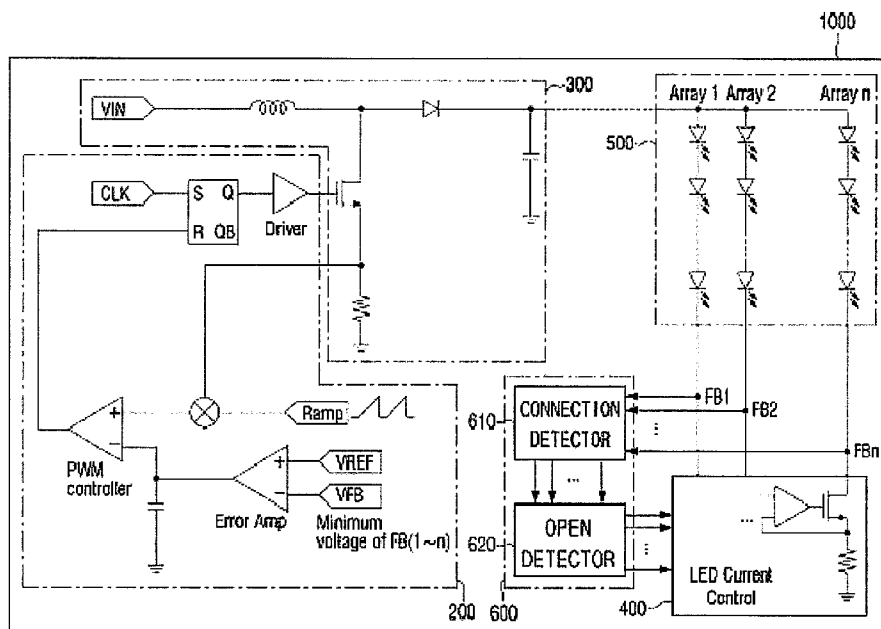 1000
300
Array 1 Array 2 Array n
VIN
500
CLK
S Q
R QB
Driver
FB1
610
CONNECTION
DETECTOR
FB2
...
Ramp
FBn
PWM
controller
VREF
VFB
Error Amp
Minimum
voltage of FB(1~n)
...
620
OPEN
DETECTOR
...
...
LED Current
Control
200
600
400